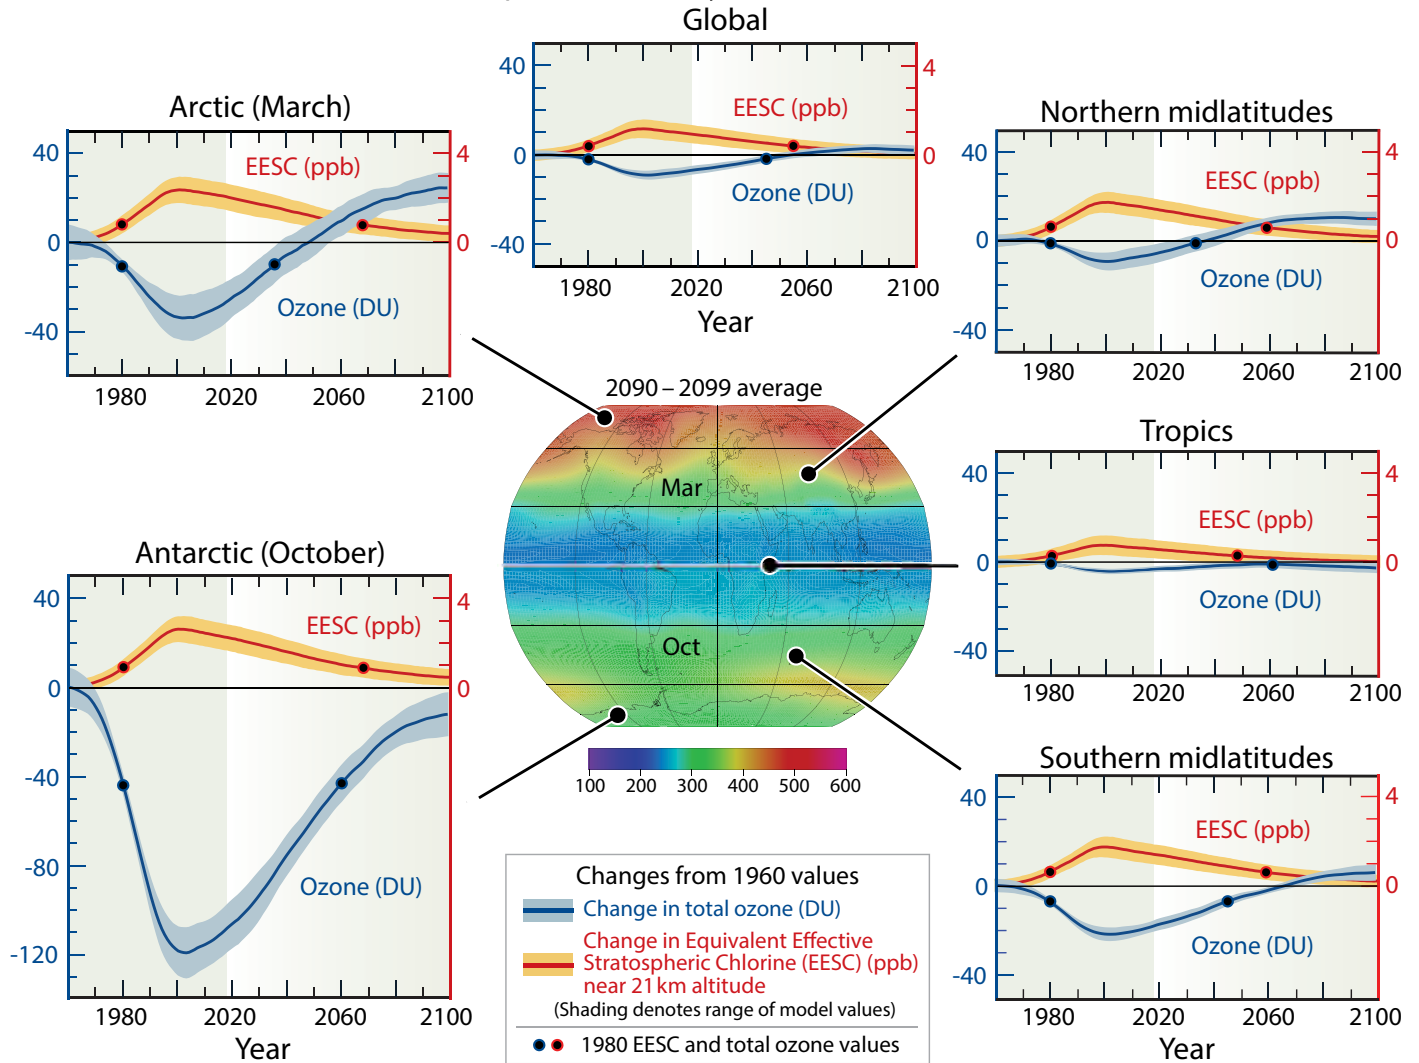 Global
40
0
-40
4
0
EESC (ppb)
Ozone (DU)
1980 2020 2060 2100
Year
Arctic (March)
40
0
-40
4
2
0
EESC (ppb)
Ozone (DU)
1980 2020 2060 2100
Northern midlatitudes
40
0
-40
4
2
0
EESC (ppb)
Ozone (DU)
1980 2020 2060 2100
2090 – 2099 average
Mar
Oct
100 200 300 400 500 600
Tropics
40
0
-40
4
2
0
EESC (ppb)
Ozone (DU)
1980 2020 2060 2100
Antarctic (October)
40
0
-40
-80
-120
4
2
0
EESC (ppb)
Ozone (DU)
1980 2020 2060 2100
Year
Southern midlatitudes
40
0
-40
4
2
0
EESC (ppb)
Ozone (DU)
1980 2020 2060 2100
Year
Changes from 1960 values
Change in total ozone (DU)
Change in Equivalent Effective
Stratospheric Chlorine (EESC) (ppb)
near 21 km altitude
(Shading denotes range of model values)
1980 EESC and total ozone values